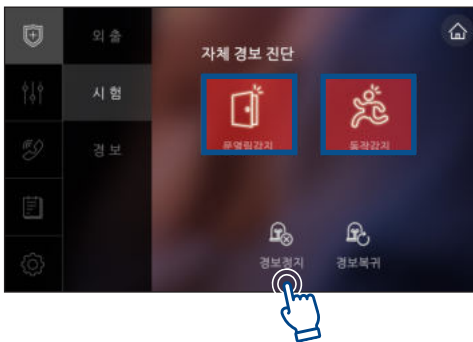 외출
자체 경보 진단
시험
경보
문열림감지
동작감지
경보정지
경보복귀